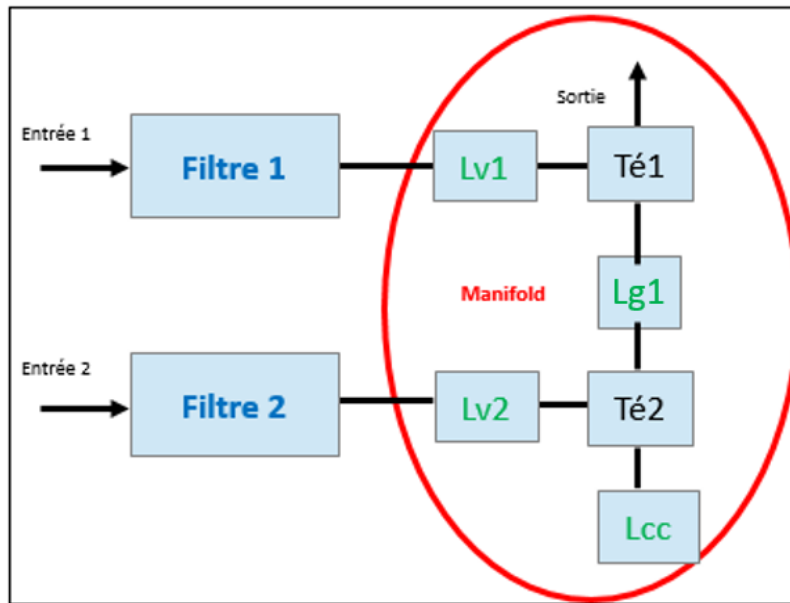 Sortie
Entrée 1
Filtre 1
Lv1
Té1
Manifold
Lg1
Entrée 2
Filtre 2
Lv2
Té2
Lcc